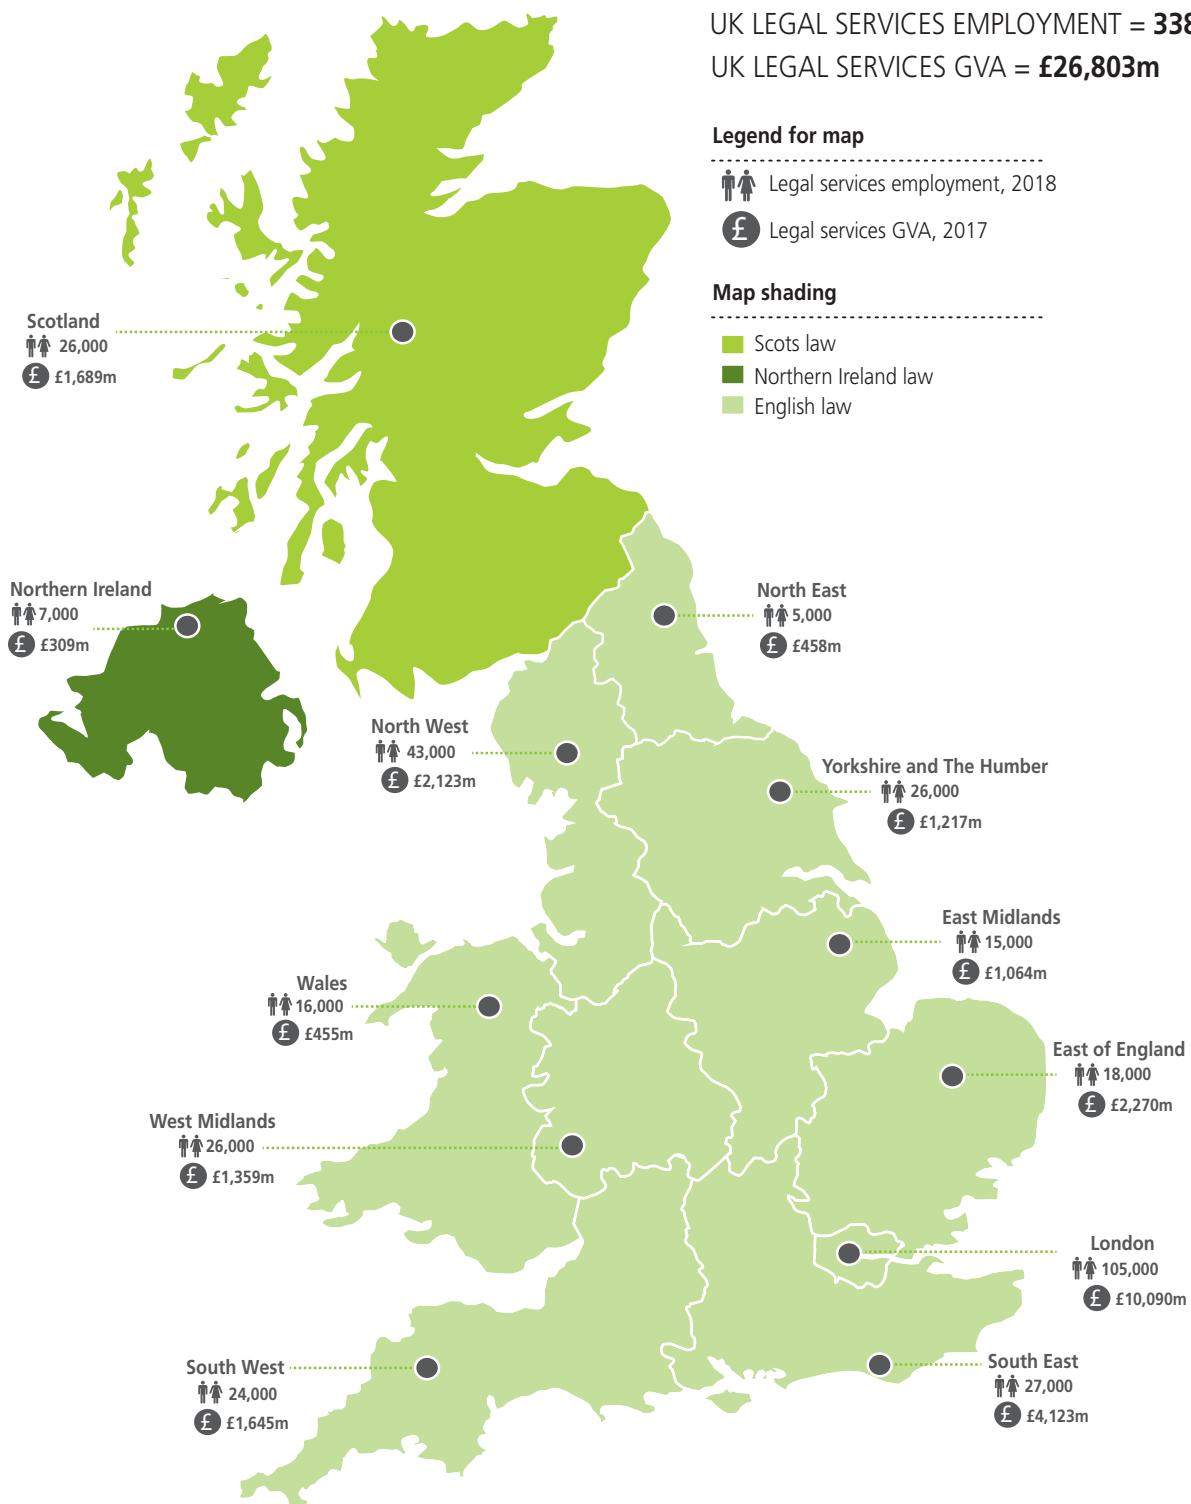 UK LEGAL SERVICES EMPLOYMENT = 338
UK LEGAL SERVICES GVA = £26,803m
Legend for map
Legal services employment, 2018
£ Legal services GVA, 2017
Map shading
Scots law
Northern Ireland law
English law
Scotland
26,000
£ £1,689m
Northern Ireland
7,000
£ £309m
North East
5,000
£ £458m
North West
43,000
£ £2,123m
Yorkshire and The Humber
26,000
£ £1,217m
East Midlands
15,000
£ £1,064m
Wales
16,000
£ £455m
East of England
18,000
£ £2,270m
West Midlands
26,000
£ £1,359m
London
105,000
£ £10,090m
South West
24,000
£ £1,645m
South East
27,000
£ £4,123m